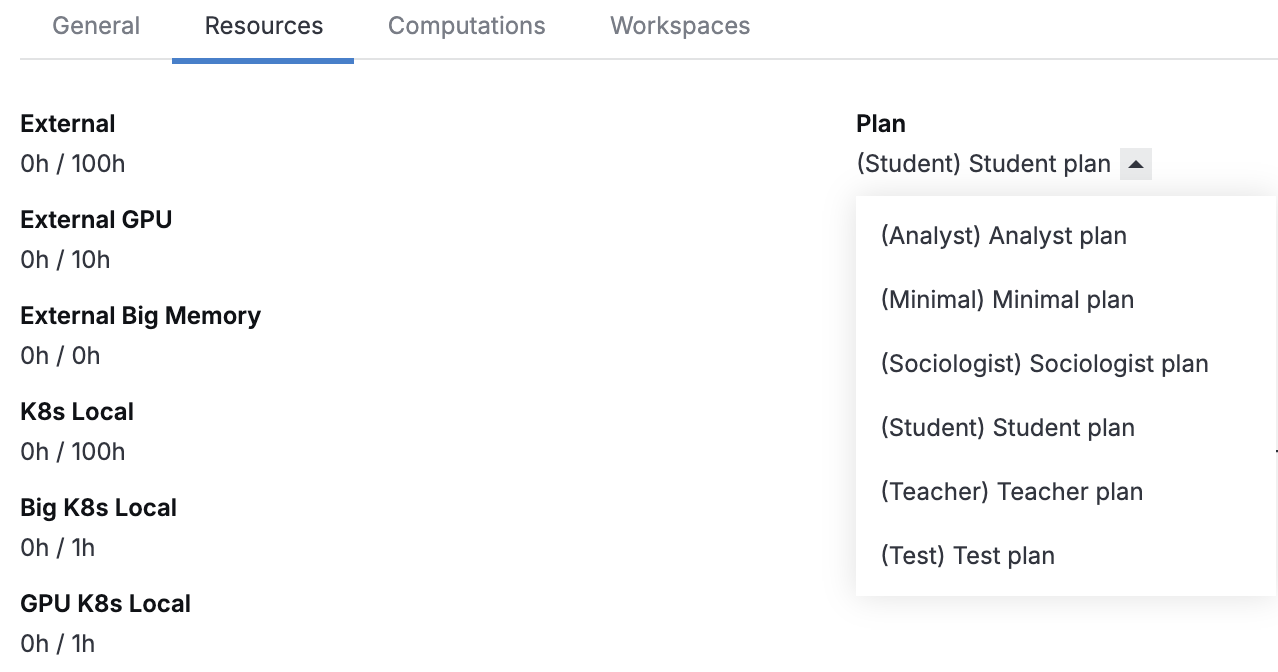 General Resources Computations Workspaces
External
0h / 100h
External GPU
0h / 10h
External Big Memory
0h / 0h
K8s Local
0h / 100h
Big K8s Local
0h / 1h
GPU K8s Local
0h / 1h
Plan
(Student) Student plan
(Analyst) Analyst plan
(Minimal) Minimal plan
(Sociologist) Sociologist plan
(Student) Student plan
(Teacher) Teacher plan
(Test) Test plan